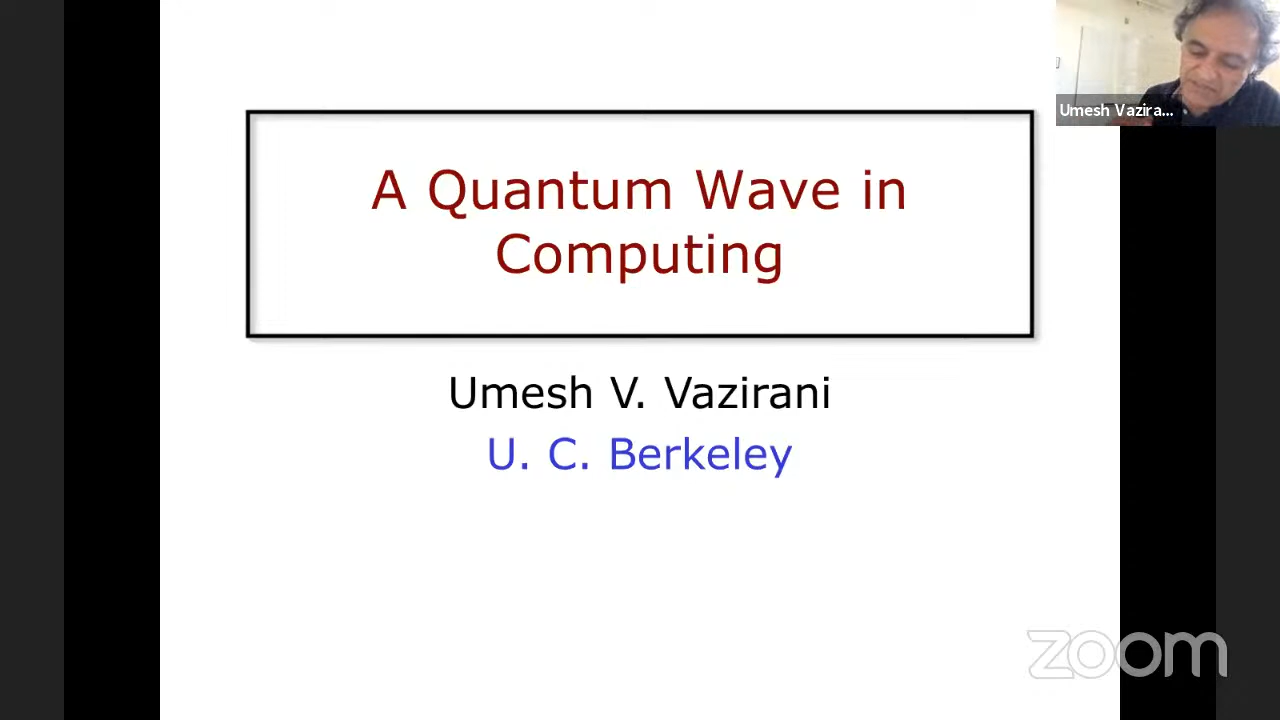 Umesh Vazira...
A Quantum Wave in
Computing
Umesh V. Vazirani
U. C. Berkeley
zoom